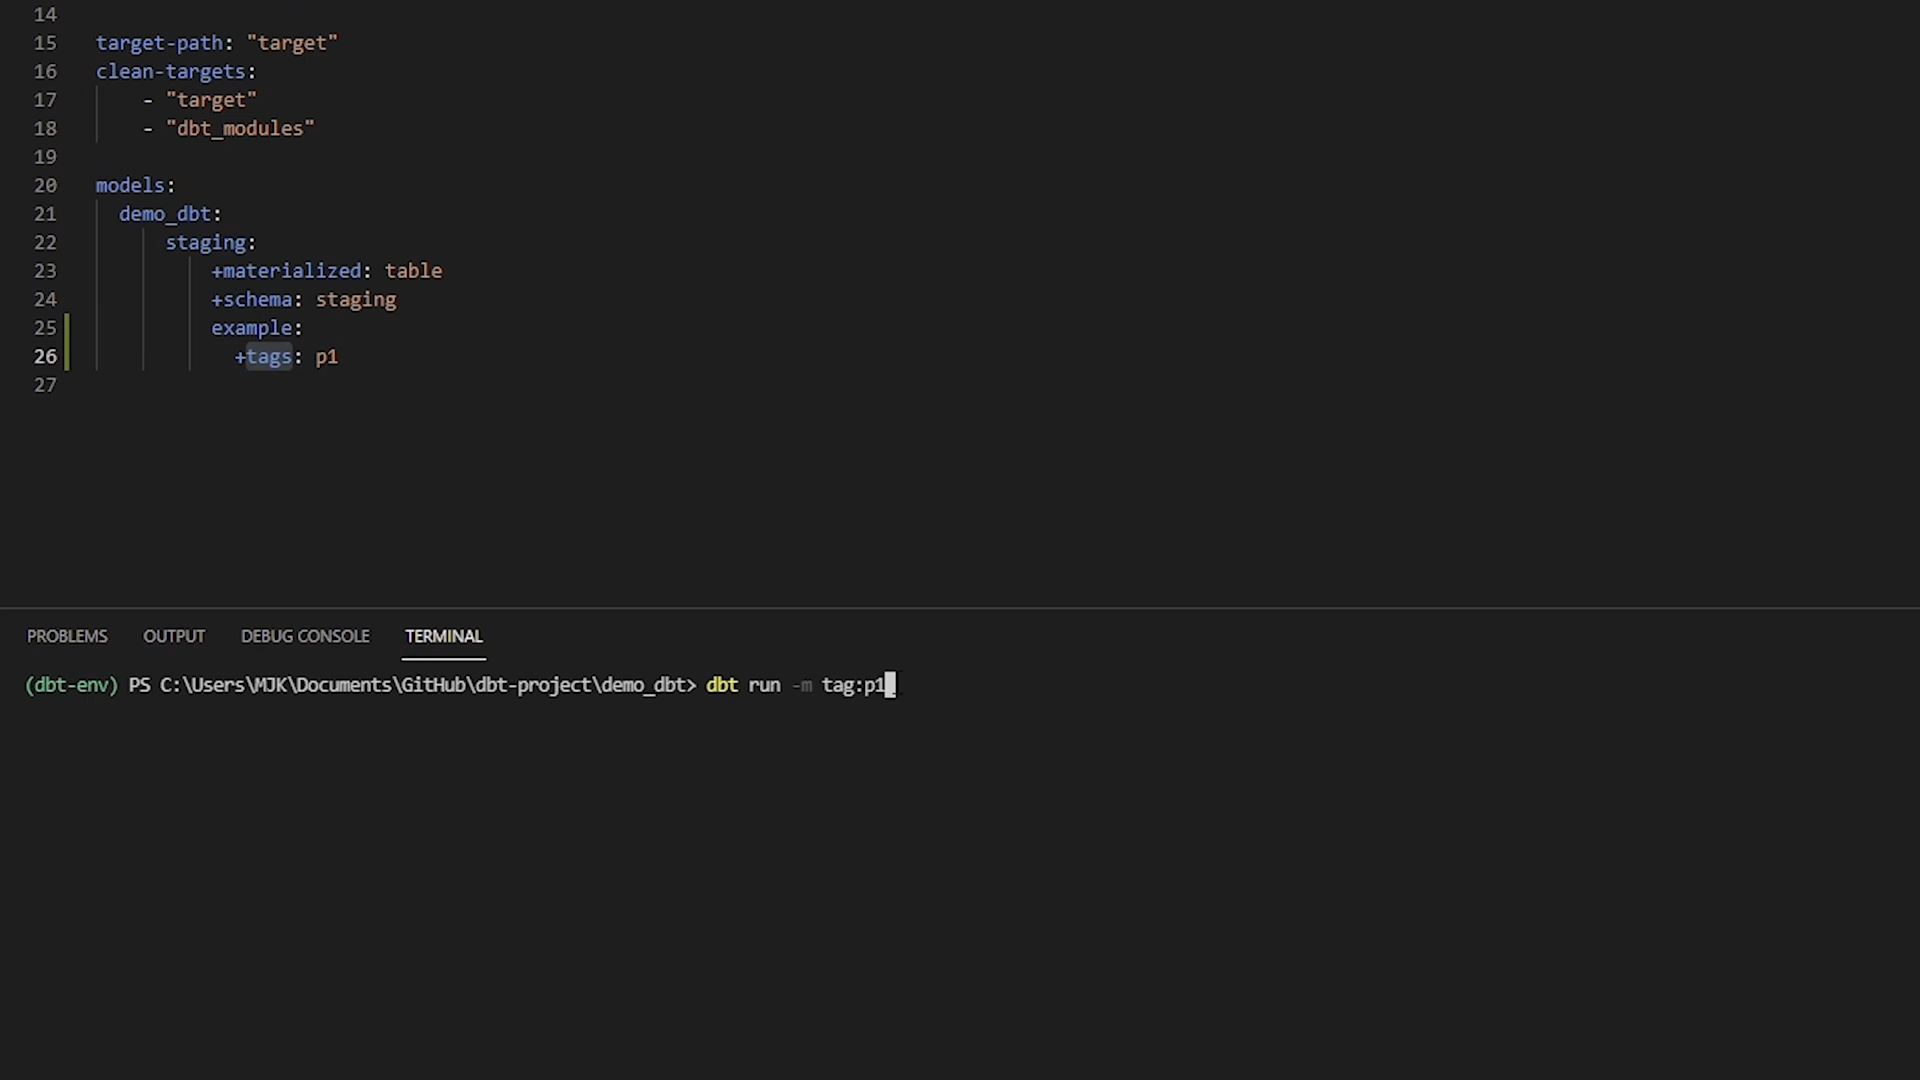 14
15 target-path: "target"
16 clean-targets:
17 - "target"
18 - "dbt_modules"
19
20 models:
21 demo_dbt:
22 staging:
23 +materialized: table
24 +schema: staging
25 example:
26 +tags: p1
27
PROBLEMS OUTPUT DEBUG CONSOLE TERMINAL
(dbt-env) PS C:\Users\MJK\Documents\GitHub\dbt-project\demo_dbt> dbt run -m tag:p1